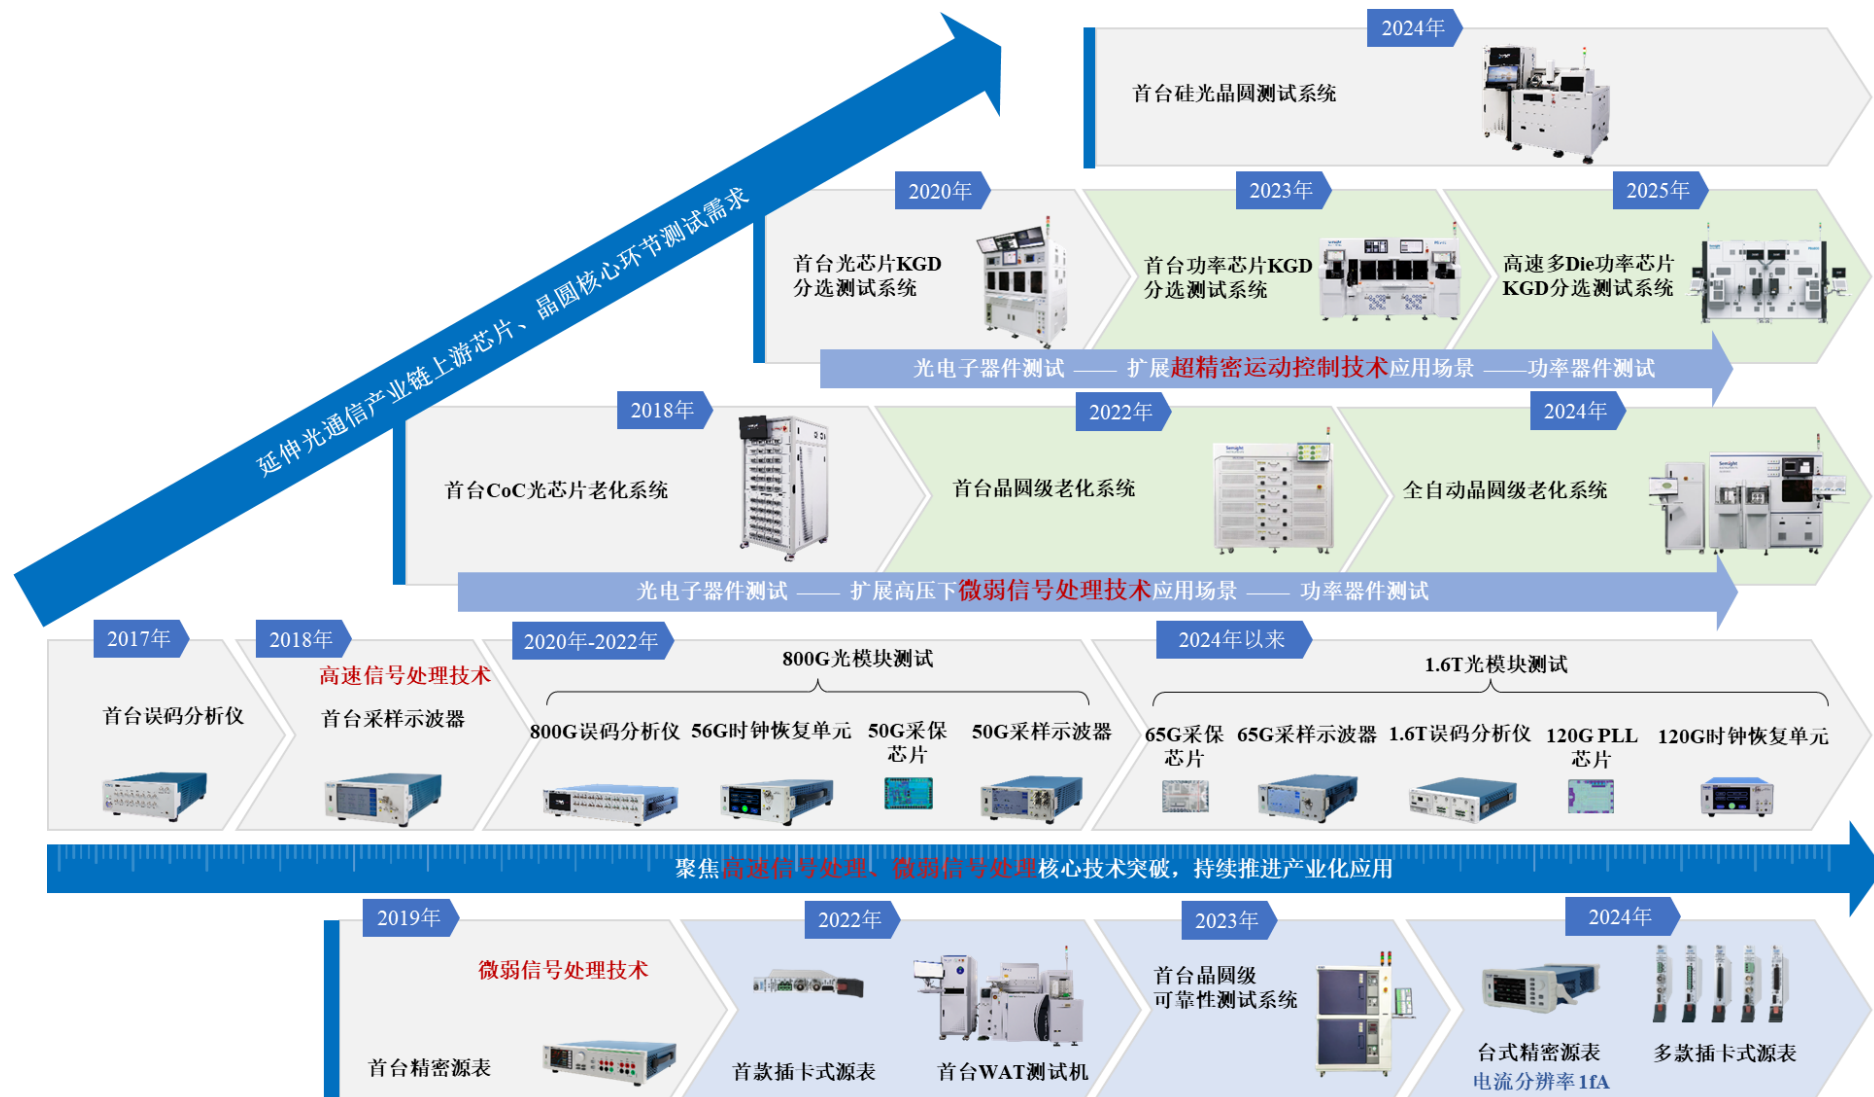 2024年
首台硅光晶圆测试系统
延伸光通信产业链上游芯片、晶圆核心环节测试需求
2020年
首台光芯片KGD
分选测试系统
2023年
首台功率芯片KGD
分选测试系统
2025年
高速多Die功率芯片
KGD分选测试系统
光电子器件测试 —— 扩展超精密运动控制技术应用场景 ——功率器件测试
2018年
首台CoC光芯片老化系统
2022年
首台晶圆级老化系统
2024年
全自动晶圆级老化系统
光电子器件测试 —— 扩展高压下微弱信号处理技术应用场景 —— 功率器件测试
2017年
首台误码分析仪
2018年
高速信号处理技术
首台采样示波器
2020年-2022年
800G光模块测试
800G误码分析仪
56G时钟恢复单元
50G采保
芯片
50G采样示波器
2024年以来
1.6T光模块测试
65G采保
芯片
65G采样示波器
1.6T误码分析仪
120G PLL
芯片
120G时钟恢复单元
聚焦高速信号处理、微弱信号处理核心技术突破，持续推进产业化应用
2019年
微弱信号处理技术
首台精密源表
2022年
首款插卡式源表
首台WAT测试机
2023年
首台晶圆级
可靠性测试系统
2024年
台式精密源表
电流分辨率1fA
多款插卡式源表